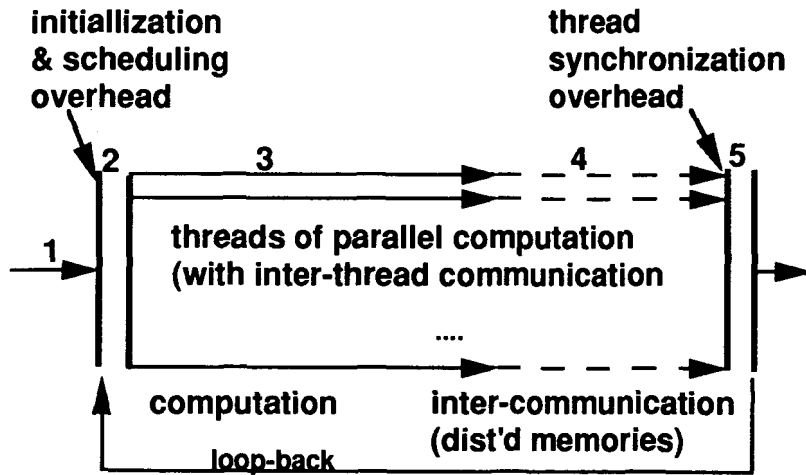 initiallization
& scheduling
overhead
thread
synchronization
overhead
2
3
4
5
1
threads of parallel computation
(with inter-thread communication
....
computation
inter-communication
(dist'd memories)
loop-back